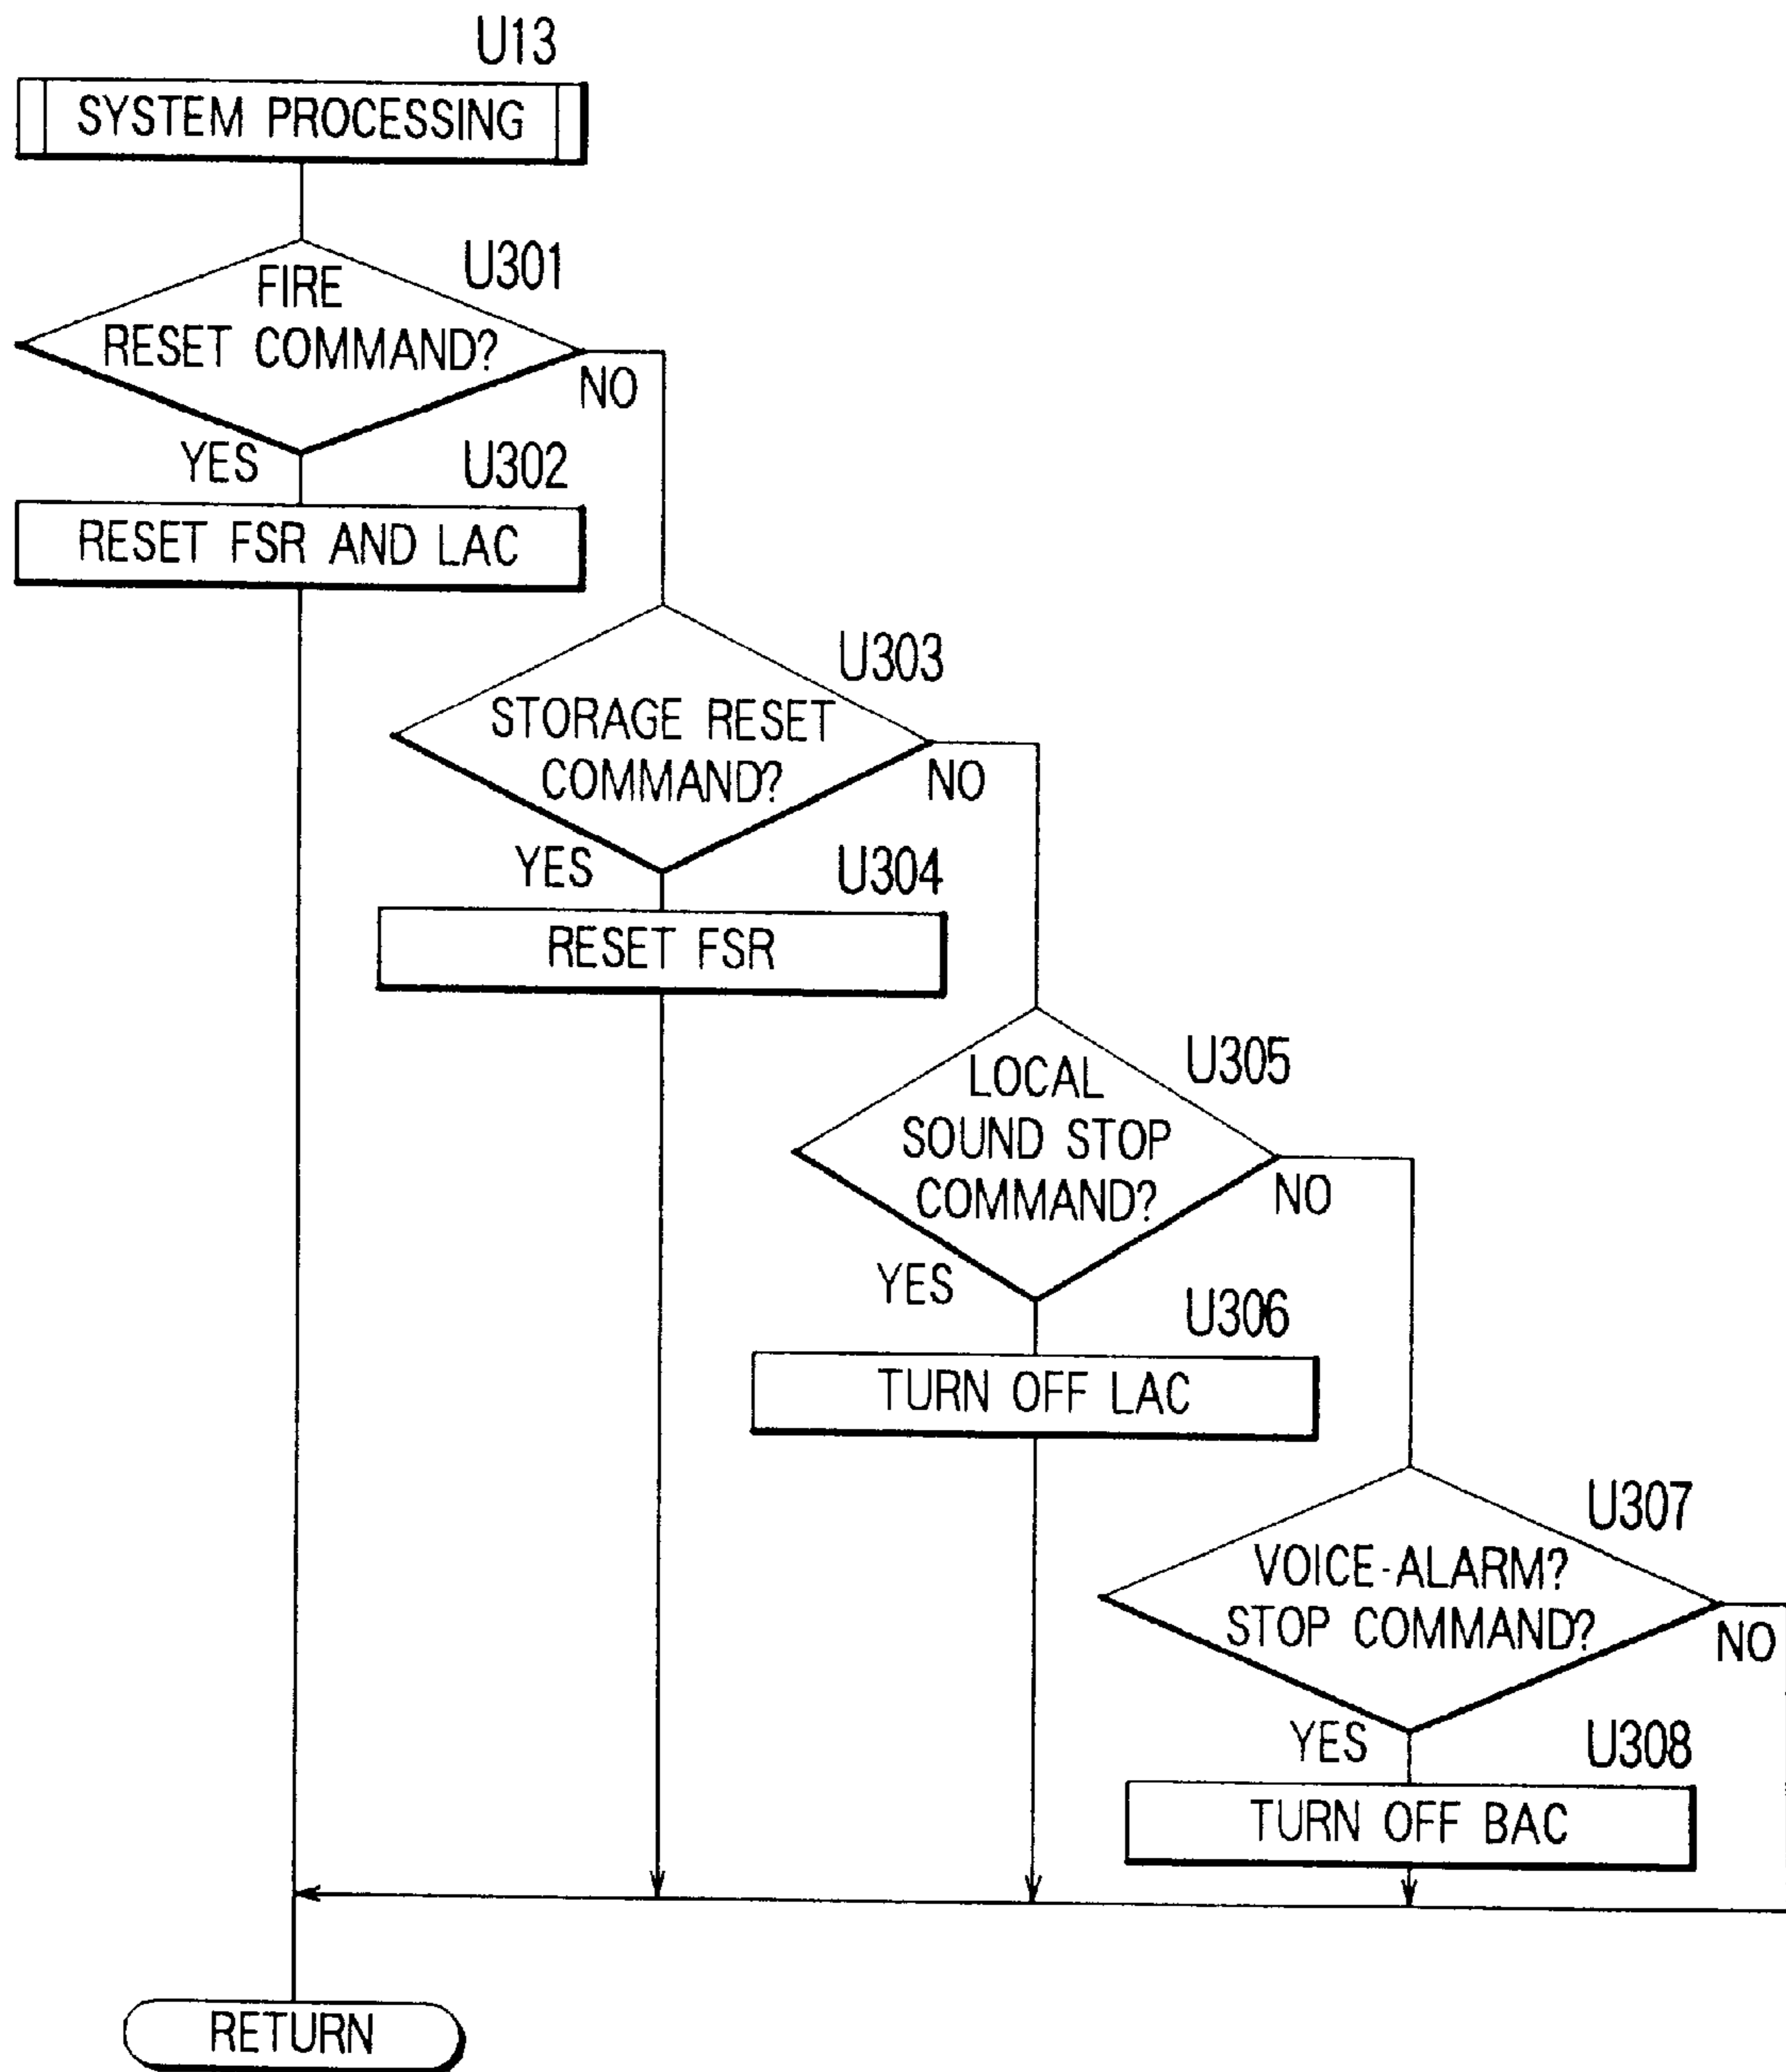 U13
SYSTEM PROCESSING
U301
FIRE
RESET COMMAND?
NO
YES
U302
RESET FSR AND LAC
U303
STORAGE RESET
COMMAND?
NO
YES
U304
RESET FSR
U305
LOCAL
SOUND STOP
COMMAND?
NO
YES
U306
TURN OFF LAC
U307
VOICE-ALARM?
STOP COMMAND?
NO
YES
U308
TURN OFF BAC
RETURN